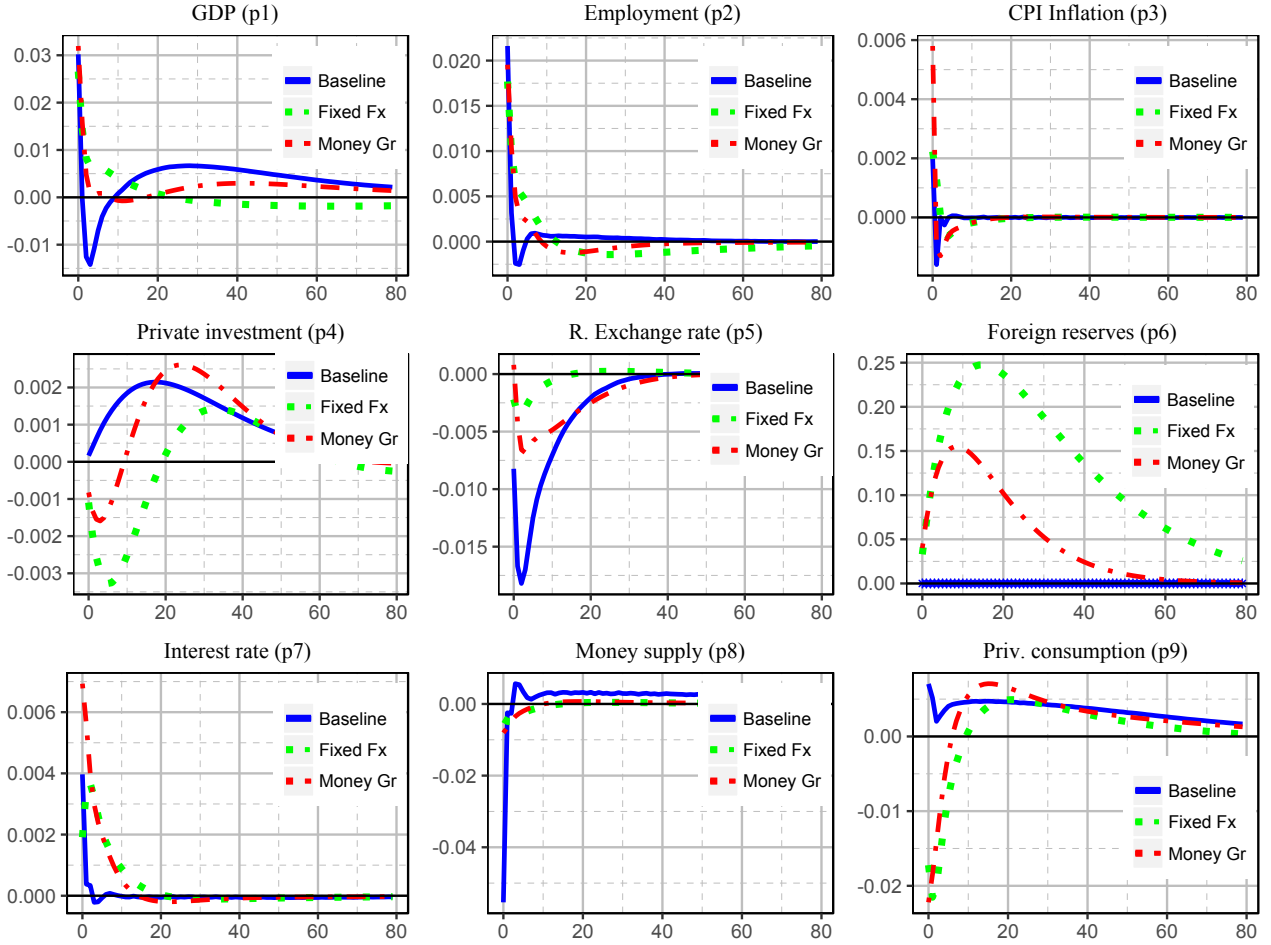 GDP (p1)
0.03
0.02
0.01
0.00
-0.01
0 20 40 60 80
Baseline
Fixed Fx
Money Gr
Employment (p2)
0.020
0.015
0.010
0.005
0.000
0 20 40 60 80
Baseline
Fixed Fx
Money Gr
CPI Inflation (p3)
0.006
0.004
0.002
0.000
0 20 40 60 80
Baseline
Fixed Fx
Money Gr
Private investment (p4)
0.002
0.001
0.000
-0.001
-0.002
-0.003
0 20 40 60 80
Baseline
Fixed Fx
Money Gr
R. Exchange rate (p5)
0.000
-0.005
-0.010
-0.015
0 20 40 60 80
Baseline
Fixed Fx
Money Gr
Foreign reserves (p6)
0.25
0.20
0.15
0.10
0.05
0.00
0 20 40 60 80
Baseline
Fixed Fx
Money Gr
Interest rate (p7)
0.006
0.004
0.002
0.000
0 20 40 60 80
Baseline
Fixed Fx
Money Gr
Money supply (p8)
0.00
-0.02
-0.04
0 20 40 60 80
Baseline
Fixed Fx
Money Gr
Priv. consumption (p9)
0.00
-0.01
-0.02
0 20 40 60 80
Baseline
Fixed Fx
Money Gr